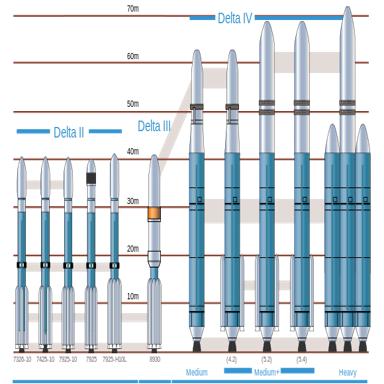 70m
Delta IV
60m
50m
Delta III
Delta II
40m
30m
20m
10m
7326-10 7425-10 7925-10 7925 7925-H10L 8930 (4.2) (5.2) (5.4)
Medium Medium+ Heavy